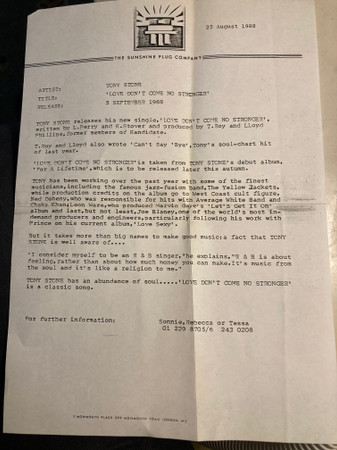 THE SUNSHINE PLUG COMPANY
23 August 1988
ARTIST: TONY STONE
TITLE: 'LOVE DON'T COME NO STRONGER'
RELEASE: 5 SEPTEMBER 1988
TONY STONE releases his new single,'LOVE DON'T COME NO STRONGER',
written by L.Perry and R.Stover and produced by T.Roy and Lloyd
Phillips,former members of Kandidate.
T.Roy and Lloyd also wrote 'Can't Say 'Bye', Tony's soul-chart hit
of last year.
'LOVE DON'T COME NO STRONGER' is taken from TONY STONE's debut album,
'For A Lifetime',which is to be released later this autumn.
TONY has been working over the past year with some of the finest
musicians,including the famous jazz-fusion band,The Yellow Jackets,
while production credits on the album go to West Coast cult figure,
Ned Doheny,who was responsible for hits with Average White Band and
Chaka Khan,Leon Ware,who produced Marvin Gaye's 'Let's Get It On'
album and last,but not least,Joe Blaney,one of the world's most in-
demand producers and engineers,particularly following his work with
Prince on his current album,'Love Sexy'.
But it takes more than big names to make good music;a fact that TONY
STONE is well aware of....
"I consider myself to be an R & B singer",he explains,"R & B is about
feeling,rather than about how much money you can make.It's music from
the soul and it's like a religion to me."
TONY STONE has an abundance of soul.....'LOVE DON'T COME NO STRONGER'
is a classic song.
For further information: Bonnie,Rebecca or Tessa
01 229 8705/6 243 0208
MONMOUTH PLACE OFF MONMOUTH ROAD LONDON W2